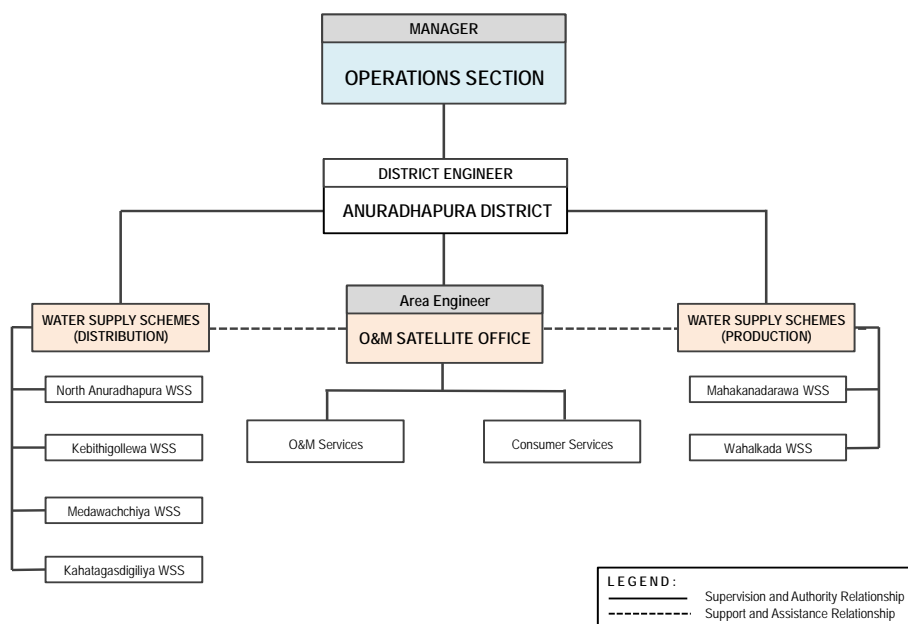 MANAGER
OPERATIONS SECTION
DISTRICT ENGINEER
ANURADHAPURA DISTRICT
WATER SUPPLY SCHEMES
(DISTRIBUTION)
Area Engineer
O&M SATELLITE OFFICE
WATER SUPPLY SCHEMES
(PRODUCTION)
North Anuradhapura WSS
Kebithigollewa WSS
Medawachchiya WSS
Kahatagasdigiliya WSS
O&M Services
Consumer Services
Mahakanadarawa WSS
Wahalkada WSS
LEGEND:
Supervision and Authority Relationship
Support and Assistance Relationship